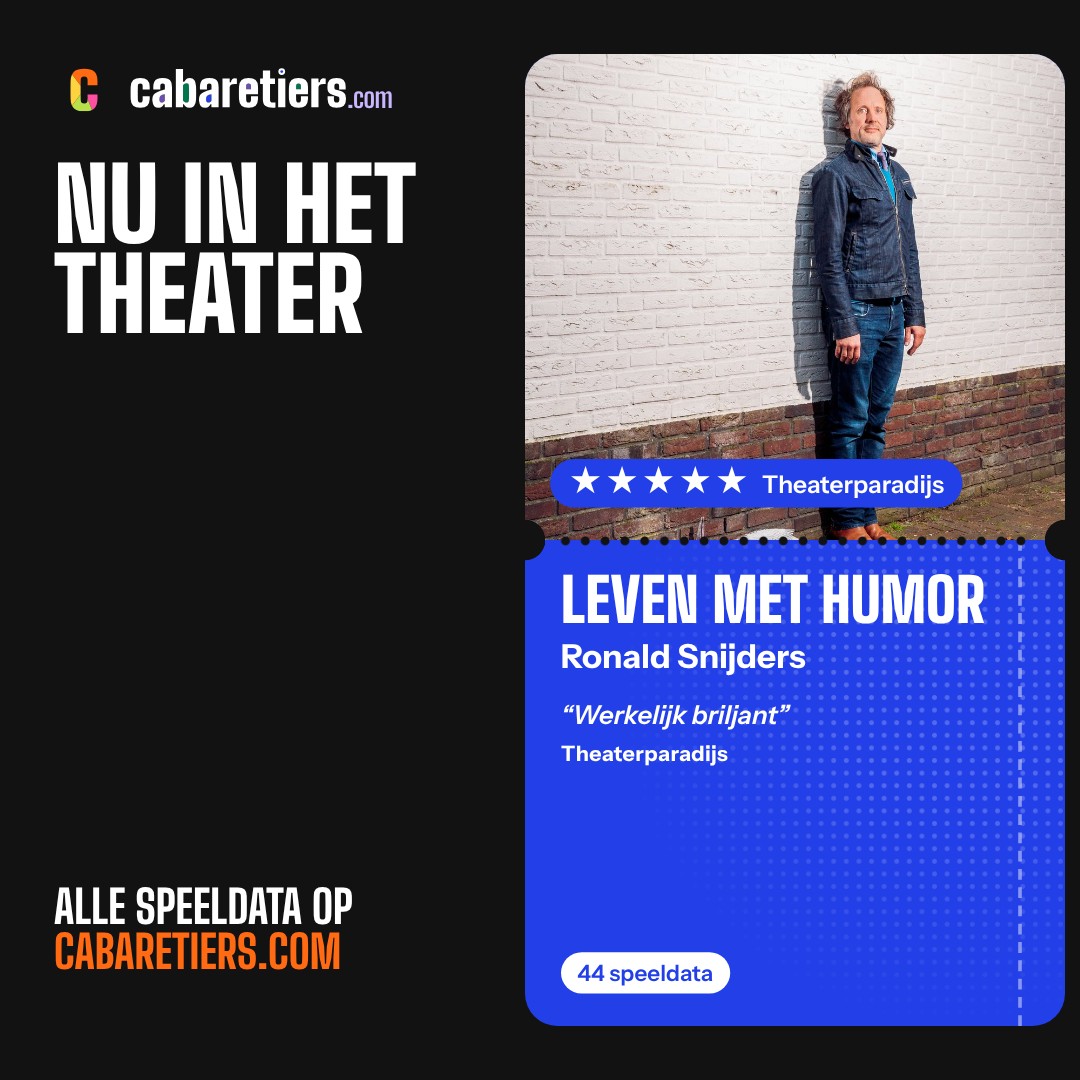 cabaretiers.com
NU IN HET
THEATER
★★★★★ Theaterparadijs
LEVEN MET HUMOR
Ronald Snijders
“Werkelijk briljant”
Theaterparadijs
44 speeldata
ALLE SPEELDATA OP
CABARETIERS.COM